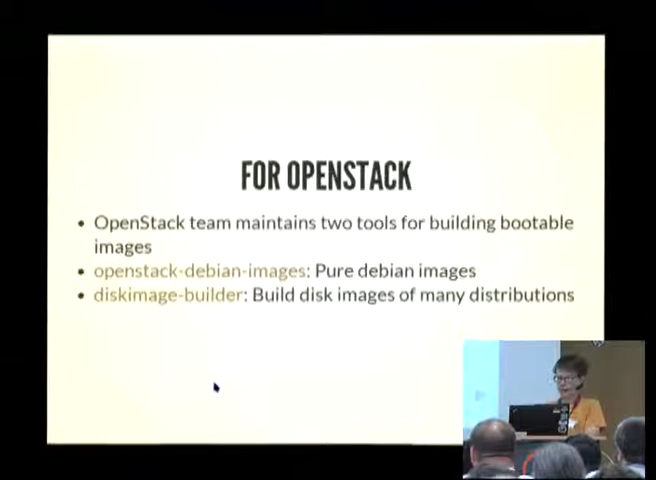 FOR OPENSTACK
• OpenStack team maintains two tools for building bootable
images
• openstack-debian-images: Pure debian images
• diskimage-builder: Build disk images of many distributions